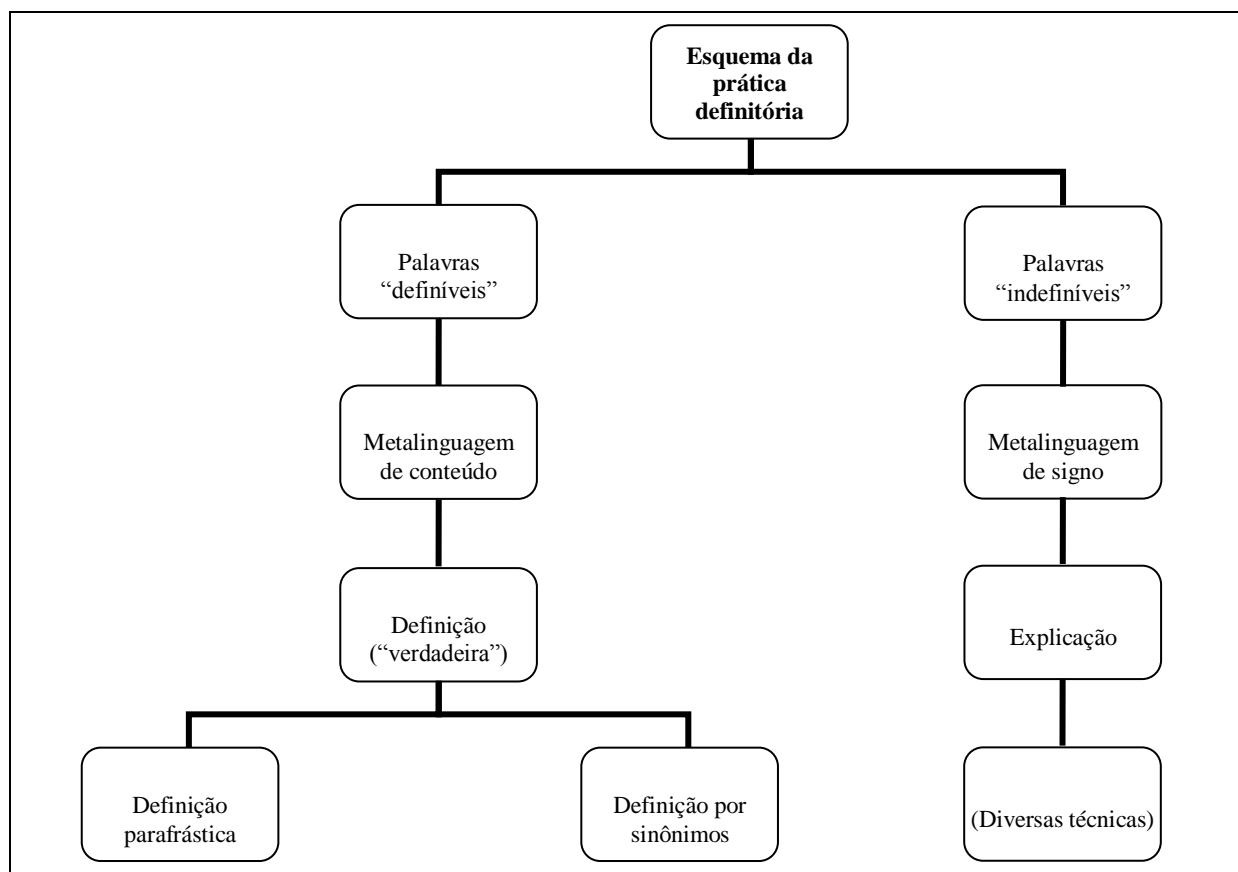 Esquema da
prática
definitória
Palavras
“definíveis”
Palavras
“indefiníveis”
Metalinguagem
de conteúdo
Metalinguagem
de signo
Definição
(“verdadeira”)
Explicação
Definição
parafrástica
Definição por
sinônimos
(Diversas técnicas)